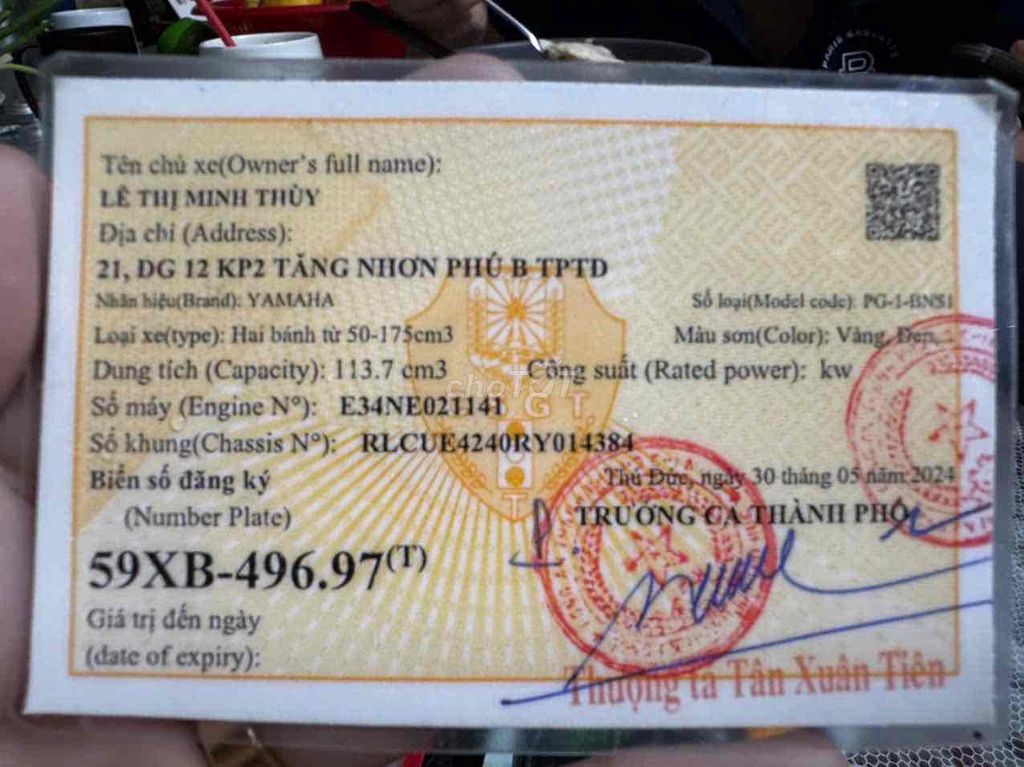 Tên chủ xe(Owner's full name):
LÊ THỊ MINH THÙY
Địa chỉ (Address):
21, ĐG 12 KP2 TĂNG NHƠN PHÚ B TPTD
Nhãn hiệu(Brand): YAMAHA Số loại(Model code): PG-1-BNS1
Loại xe(type): Hai bánh từ 50-175cm3 Màu sơn(Color): Vàng, Đen,
Dung tích (Capacity): 113.7 cm3 Công suất (Rated power): kw
Số máy (Engine N°): E34NE021141
Số khung(Chassis N°): RLCUE4240RY014384
Biển số đăng ký Thủ Đức, ngày 30 tháng 05 năm 2024
(Number Plate) TRƯỞNG CA THÀNH PHỐ
59XB-496.97(T)
Giá trị đến ngày
(date of expiry):
Thượng tá Tân Xuân Tiên